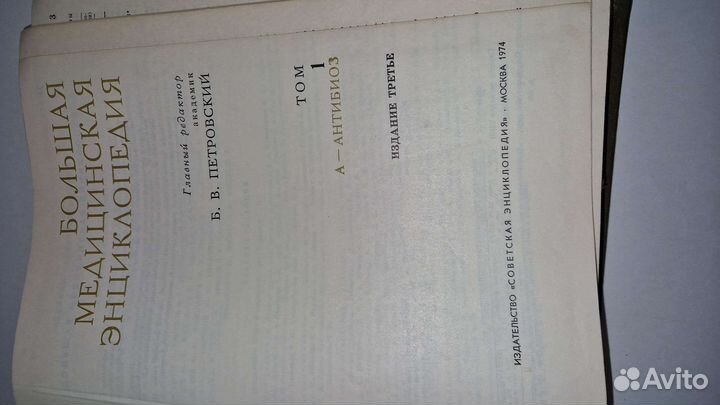 БОЛЬШАЯ
МЕДИЦИНСКАЯ
ЭНЦИКЛОПЕДИЯ
Главный редактор
академик
Б. В. ПЕТРОВСКИЙ
ТОМ
1
А — АНТИБИОЗ
ИЗДАНИЕ ТРЕТЬЕ
ИЗДАТЕЛЬСТВО «СОВЕТСКАЯ ЭНЦИКЛОПЕДИЯ» · МОСКВА 1974
Avito